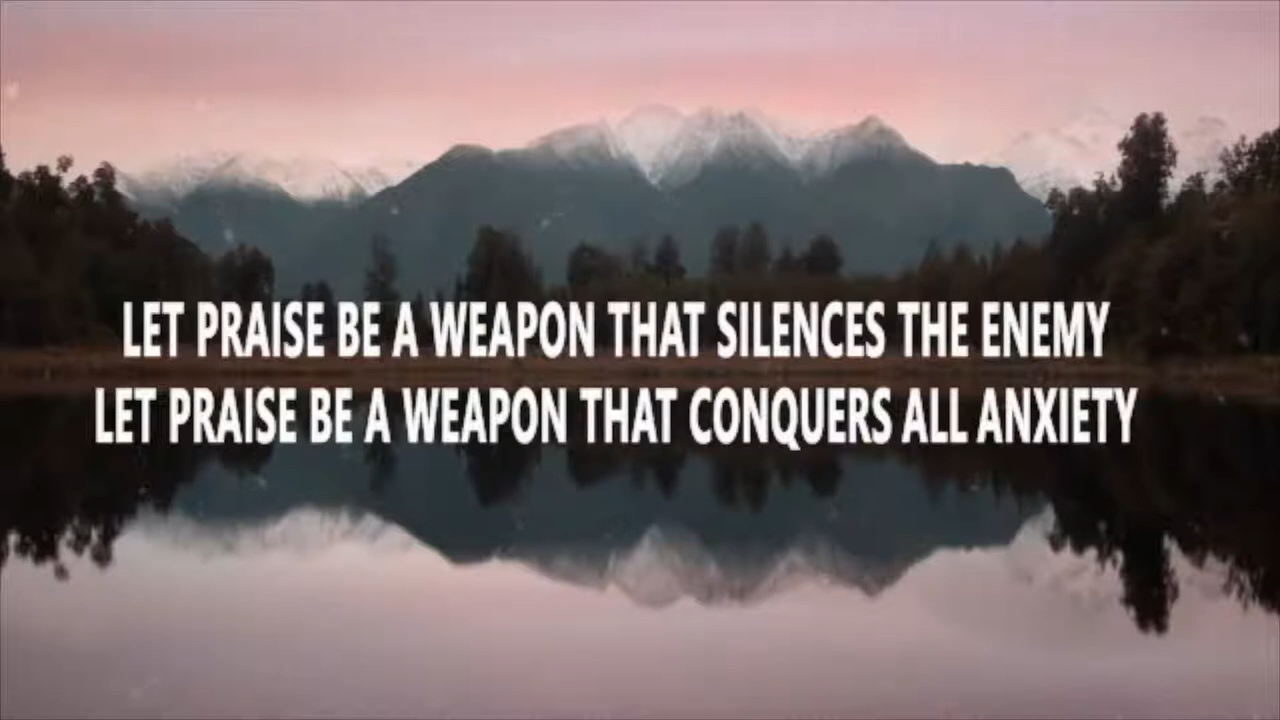 LET PRAISE BE A WEAPON THAT SILENCES THE ENEMY
LET PRAISE BE A WEAPON THAT CONQUERS ALL ANXIETY